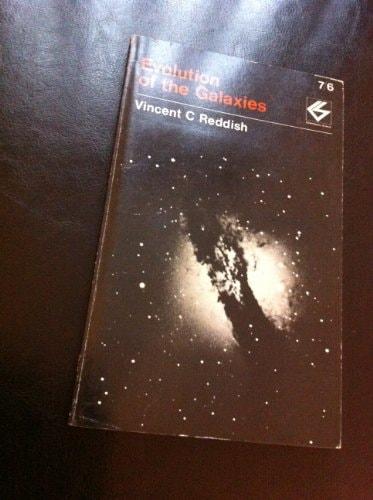 Evolution
of the Galaxies
7'6
Vincent C Reddish